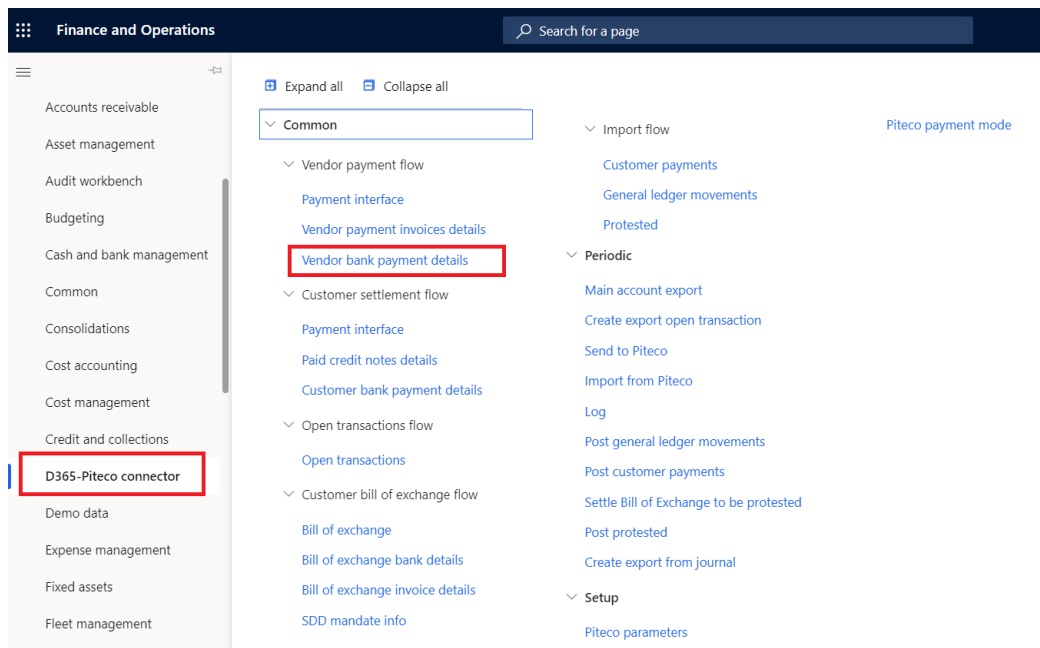 Finance and Operations
Search for a page
Accounts receivable
Asset management
Audit workbench
Budgeting
Cash and bank management
Common
Consolidations
Cost accounting
Cost management
Credit and collections
D365-Piteco connector
Demo data
Expense management
Fixed assets
Fleet management
Expand all
Collapse all
Common
Vendor payment flow
Payment interface
Vendor payment invoices details
Vendor bank payment details
Customer settlement flow
Payment interface
Paid credit notes details
Customer bank payment details
Open transactions flow
Open transactions
Customer bill of exchange flow
Bill of exchange
Bill of exchange bank details
Bill of exchange invoice details
SDD mandate info
Import flow
Customer payments
General ledger movements
Protested
Periodic
Main account export
Create export open transaction
Send to Piteco
Import from Piteco
Log
Post general ledger movements
Post customer payments
Settle Bill of Exchange to be protested
Post protested
Create export from journal
Setup
Piteco parameters
Piteco payment mode